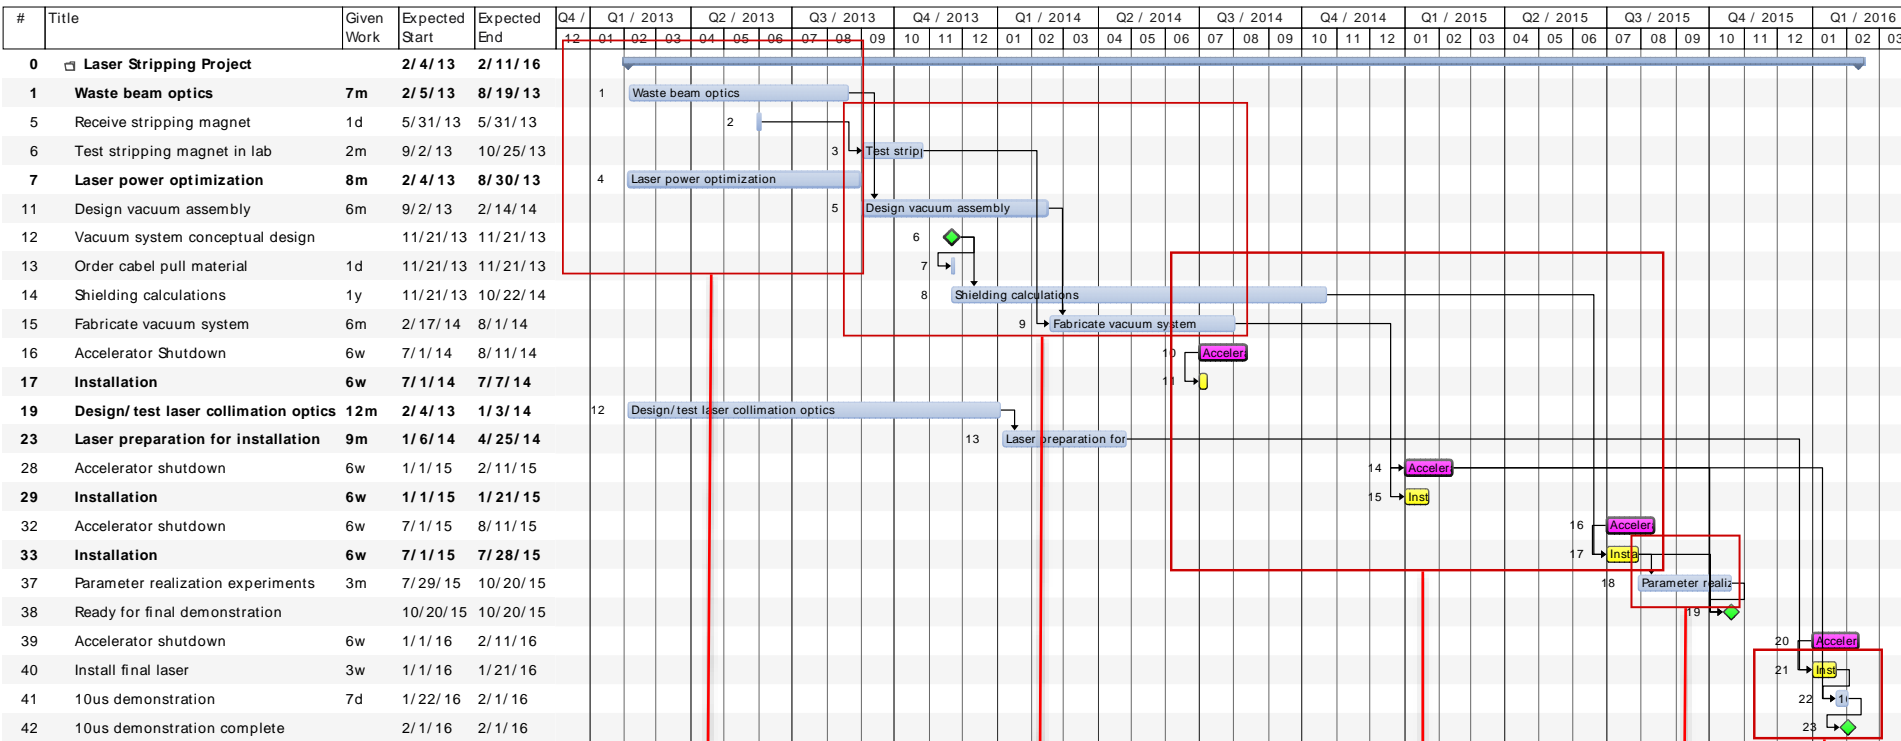 # Title Given Work Expected Start Expected End Q4 / Q1 / 2013 Q2 / 2013 Q3 / 2013 Q4 / 2013 Q1 / 2014 Q2 / 2014 Q3 / 2014 Q4 / 2014 Q1 / 2015 Q2 / 2015 Q3 / 2015 Q4 / 2015 Q1 / 2016
12 01 02 03 04 05 06 07 08 09 10 11 12 01 02 03 04 05 06 07 08 09 10 11 12 01 02 03 04 05 06 07 08 09 10 11 12 01 02 03
0 Laser Stripping Project 2/4/13 2/11/16
1 Waste beam optics 7m 2/5/13 8/19/13 1 Waste beam optics
5 Receive stripping magnet 1d 5/31/13 5/31/13 2
6 Test stripping magnet in lab 2m 9/2/13 10/25/13 3 Test strip
7 Laser power optimization 8m 2/4/13 8/30/13 4 Laser power optimization
11 Design vacuum assembly 6m 9/2/13 2/14/14 5 Design vacuum assembly
12 Vacuum system conceptual design 11/21/13 11/21/13 6
13 Order cabel pull material 1d 11/21/13 11/21/13 7
14 Shielding calculations 1y 11/21/13 10/22/14 8 Shielding calculations
15 Fabricate vacuum system 6m 2/17/14 8/1/14 9 Fabricate vacuum system
16 Accelerator Shutdown 6w 7/1/14 8/11/14 10 Acceler
17 Installation 6w 7/1/14 7/7/14 11
19 Design/test laser collimation optics 12m 2/4/13 1/3/14 12 Design/test laser collimation optics
23 Laser preparation for installation 9m 1/6/14 4/25/14 13 Laser preparation for
28 Accelerator shutdown 6w 1/1/15 2/11/15 14 Acceler
29 Installation 6w 1/1/15 1/21/15 15 Inst
32 Accelerator shutdown 6w 7/1/15 8/11/15 16 Acceler
33 Installation 6w 7/1/15 7/28/15 17 Insta
37 Parameter realization experiments 3m 7/29/15 10/20/15 18 Parameter realiz
38 Ready for final demonstration 10/20/15 10/20/15 19
39 Accelerator shutdown 6w 1/1/16 2/11/16 20 Acceler
40 Install final laser 3w 1/1/16 1/21/16 21 Inst
41 10us demonstration 7d 1/22/16 2/1/16 22 1
42 10us demonstration complete 2/1/16 2/1/16 23